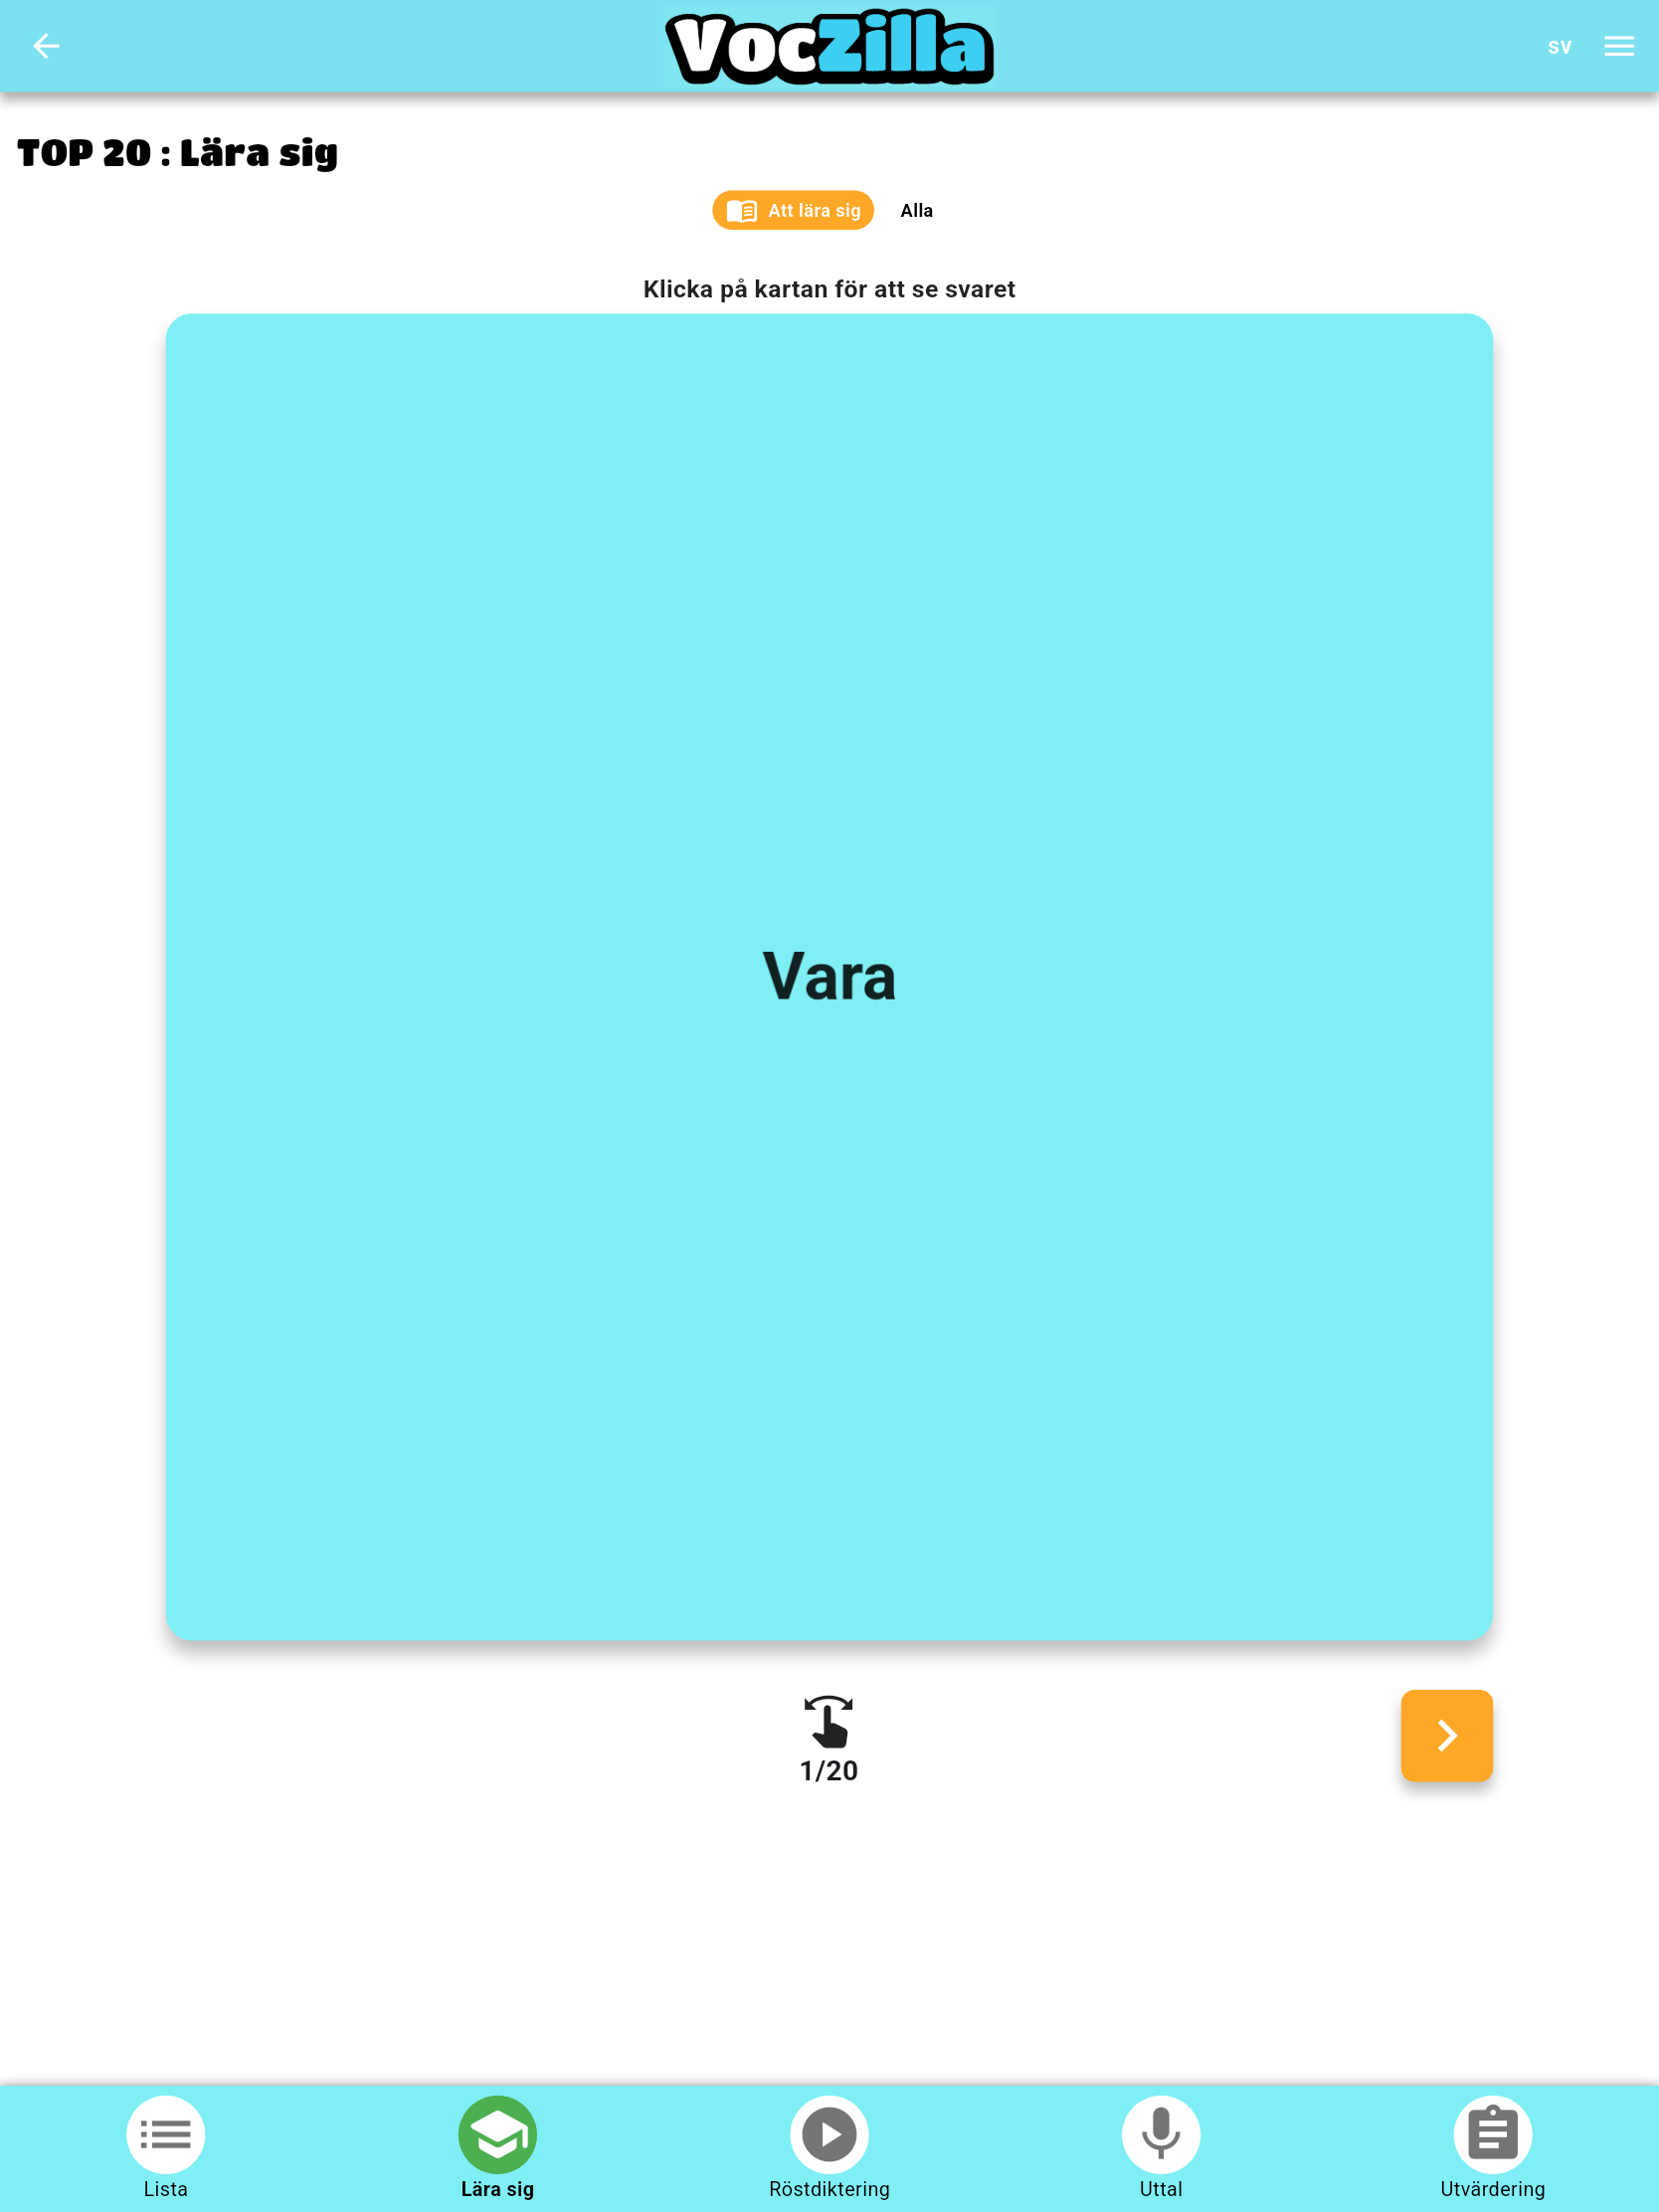 VocZilla
sv
TOP 20 : Lära sig
Att lära sig
Alla
Klicka på kartan för att se svaret
Vara
1/20
Lista
Lära sig
Röstdiktering
Uttal
Utvärdering